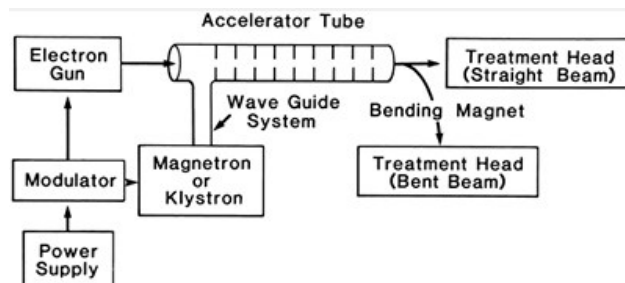 Accelerator Tube
Electron
Gun
Treatment Head
(Straight Beam)
Wave Guide
System
Bending Magnet
Magnetron
or
Klystron
Treatment Head
(Bent Beam)
Modulator
Power
Supply